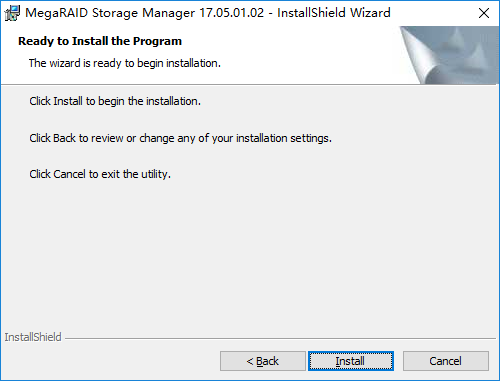 MegaRAID Storage Manager 17.05.01.02 - InstallShield Wizard
Ready to Install the Program
The wizard is ready to begin installation.
Click Install to begin the installation.
Click Back to review or change any of your installation settings.
Click Cancel to exit the utility.
InstallShield
< Back
Install
Cancel